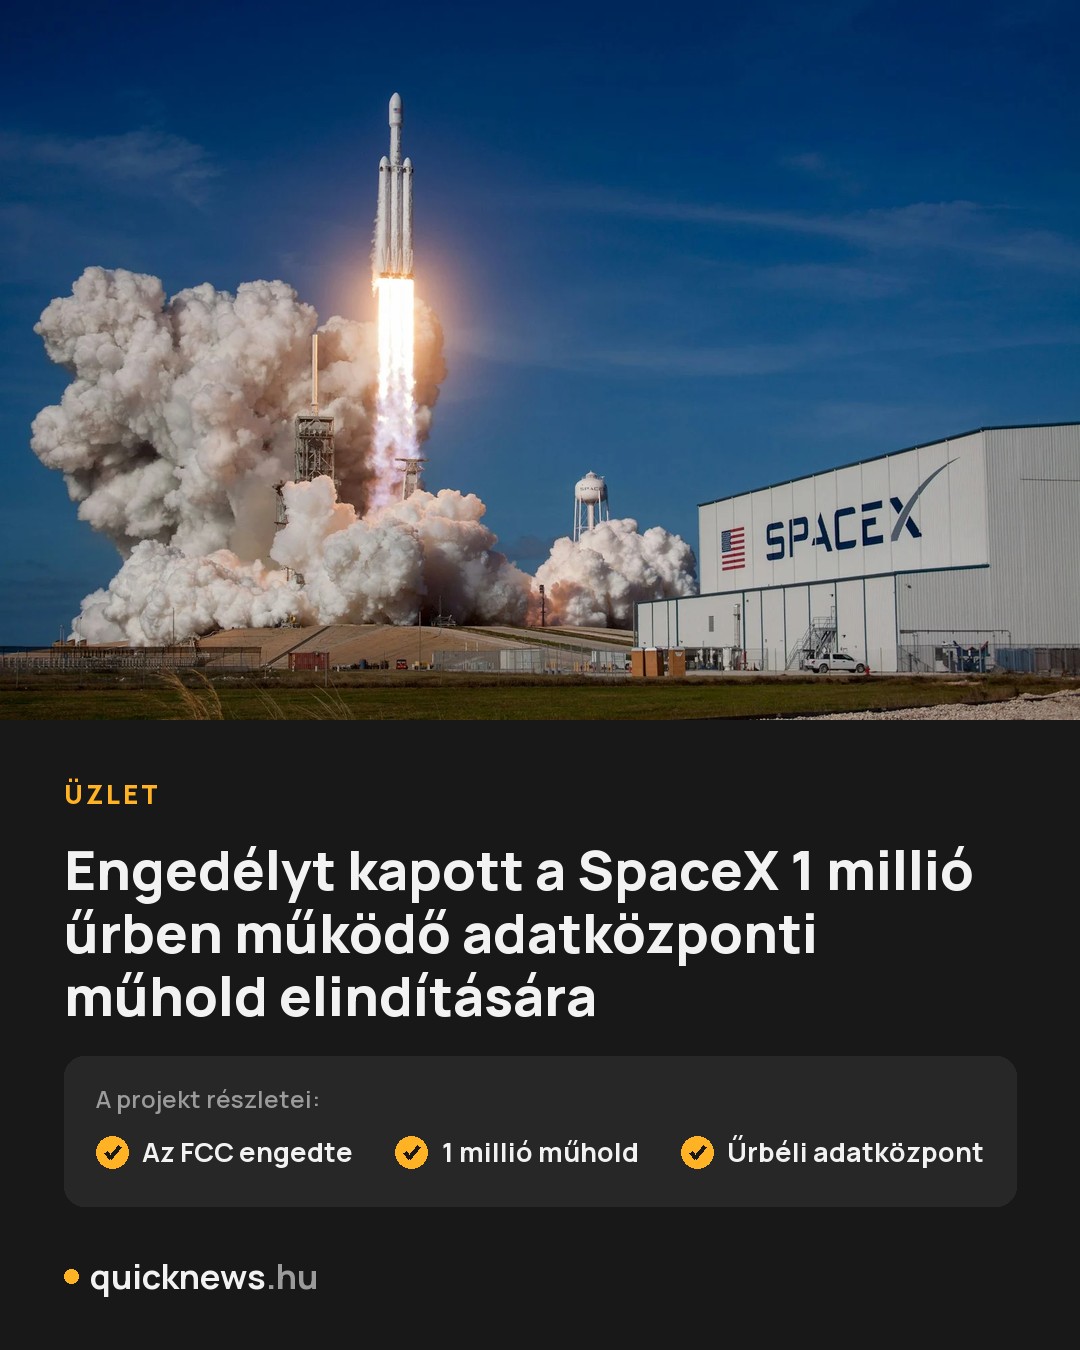 SPACEX
ÜZLET
Engedélyt kapott a SpaceX 1 millió
űrben működő adatközponti
műhold elindítására
A projekt részletei:
Az FCC engedte
1 millió műhold
Űrbéli adatközpont
quicknews.hu